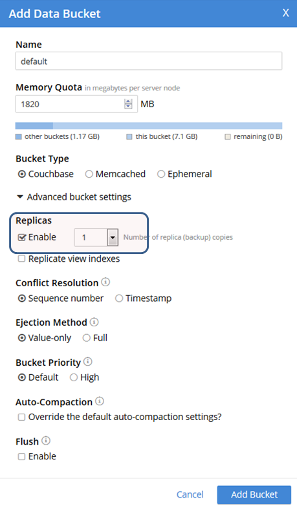 Add Data Bucket X
Name
default
Memory Quota in megabytes per server node
1820 MB
other buckets (1.17 GB) this bucket (7.1 GB) remaining (0 B)
Bucket Type
Couchbase Memcached Ephemeral
Advanced bucket settings
Replicas
Enable 1 Number of replica (backup) copies
Replicate view indexes
Conflict Resolution
Sequence number Timestamp
Ejection Method
Value-only Full
Bucket Priority
Default High
Auto-Compaction
Override the default auto-compaction settings?
Flush
Enable
Cancel Add Bucket